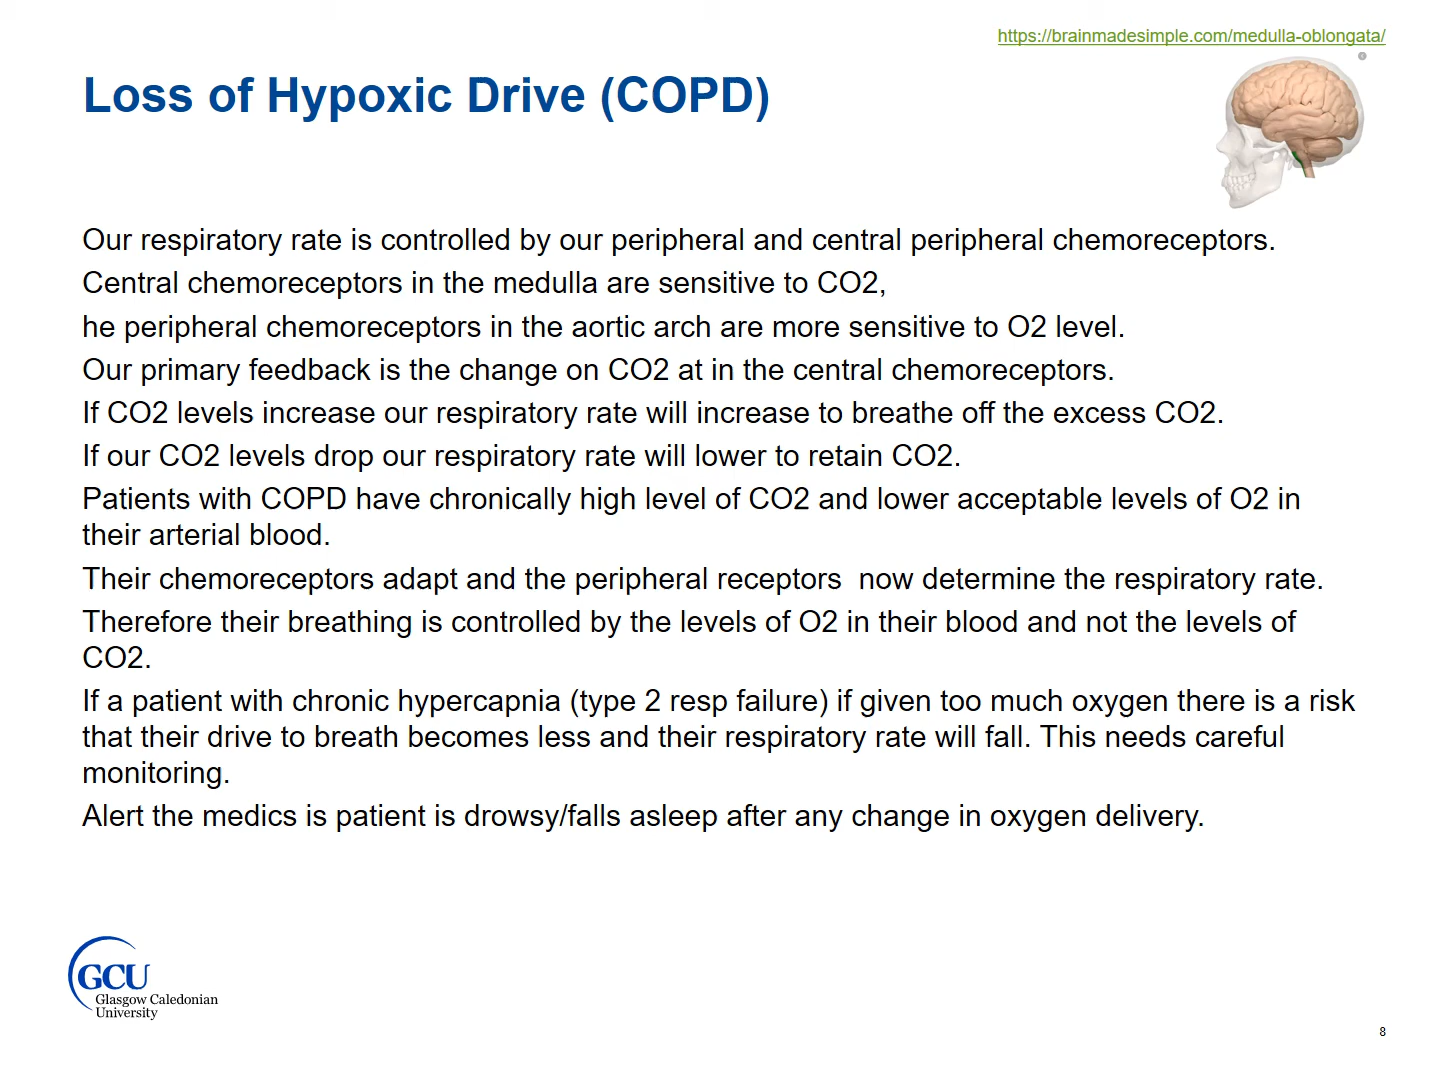 https://brainmadesimple.com/medulla-oblongata/
Loss of Hypoxic Drive (COPD)
Our respiratory rate is controlled by our peripheral and central peripheral chemoreceptors.
Central chemoreceptors in the medulla are sensitive to CO2,
he peripheral chemoreceptors in the aortic arch are more sensitive to O2 level.
Our primary feedback is the change on CO2 at in the central chemoreceptors.
If CO2 levels increase our respiratory rate will increase to breathe off the excess CO2.
If our CO2 levels drop our respiratory rate will lower to retain CO2.
Patients with COPD have chronically high level of CO2 and lower acceptable levels of O2 in
their arterial blood.
Their chemoreceptors adapt and the peripheral receptors  now determine the respiratory rate.
Therefore their breathing is controlled by the levels of O2 in their blood and not the levels of
CO2.
If a patient with chronic hypercapnia (type 2 resp failure) if given too much oxygen there is a risk
that their drive to breath becomes less and their respiratory rate will fall. This needs careful
monitoring.
Alert the medics is patient is drowsy/falls asleep after any change in oxygen delivery.
GCU
Glasgow Caledonian
University
8